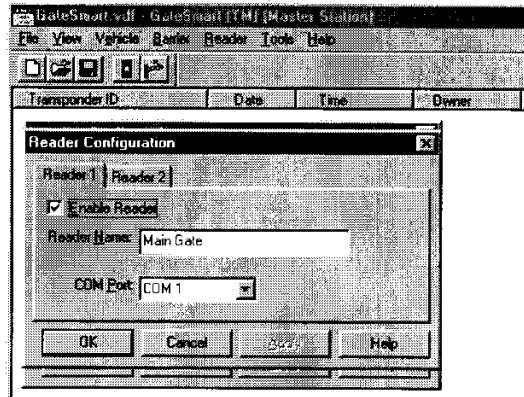 GateSmart.vdf - GateSmart [TM] [Master Station]
File View Vehicle Barrier Reader Tools Help
Transponder ID Date Time Owner
Reader Configuration
Reader 1 Reader 2
Enable Reader
Reader Name: Main Gate
COM Port: COM 1
OK Cancel Apply Help